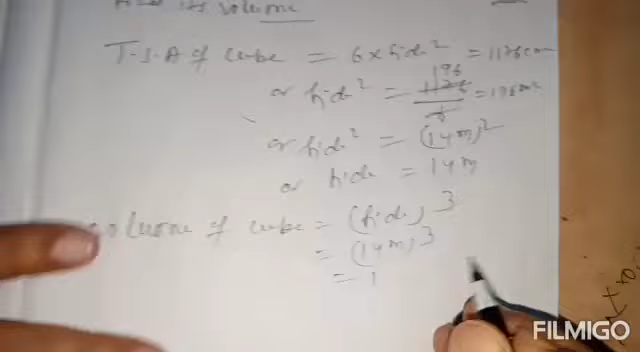 its volume
T.S.A of cube = 6 × side² = 1176cm
or side² = 1176 196 / 6 = 196m²
or side² = (14m)²
or side = 14m
volume of cube = (side)³
= (14m)³
= 1
FILMIGO